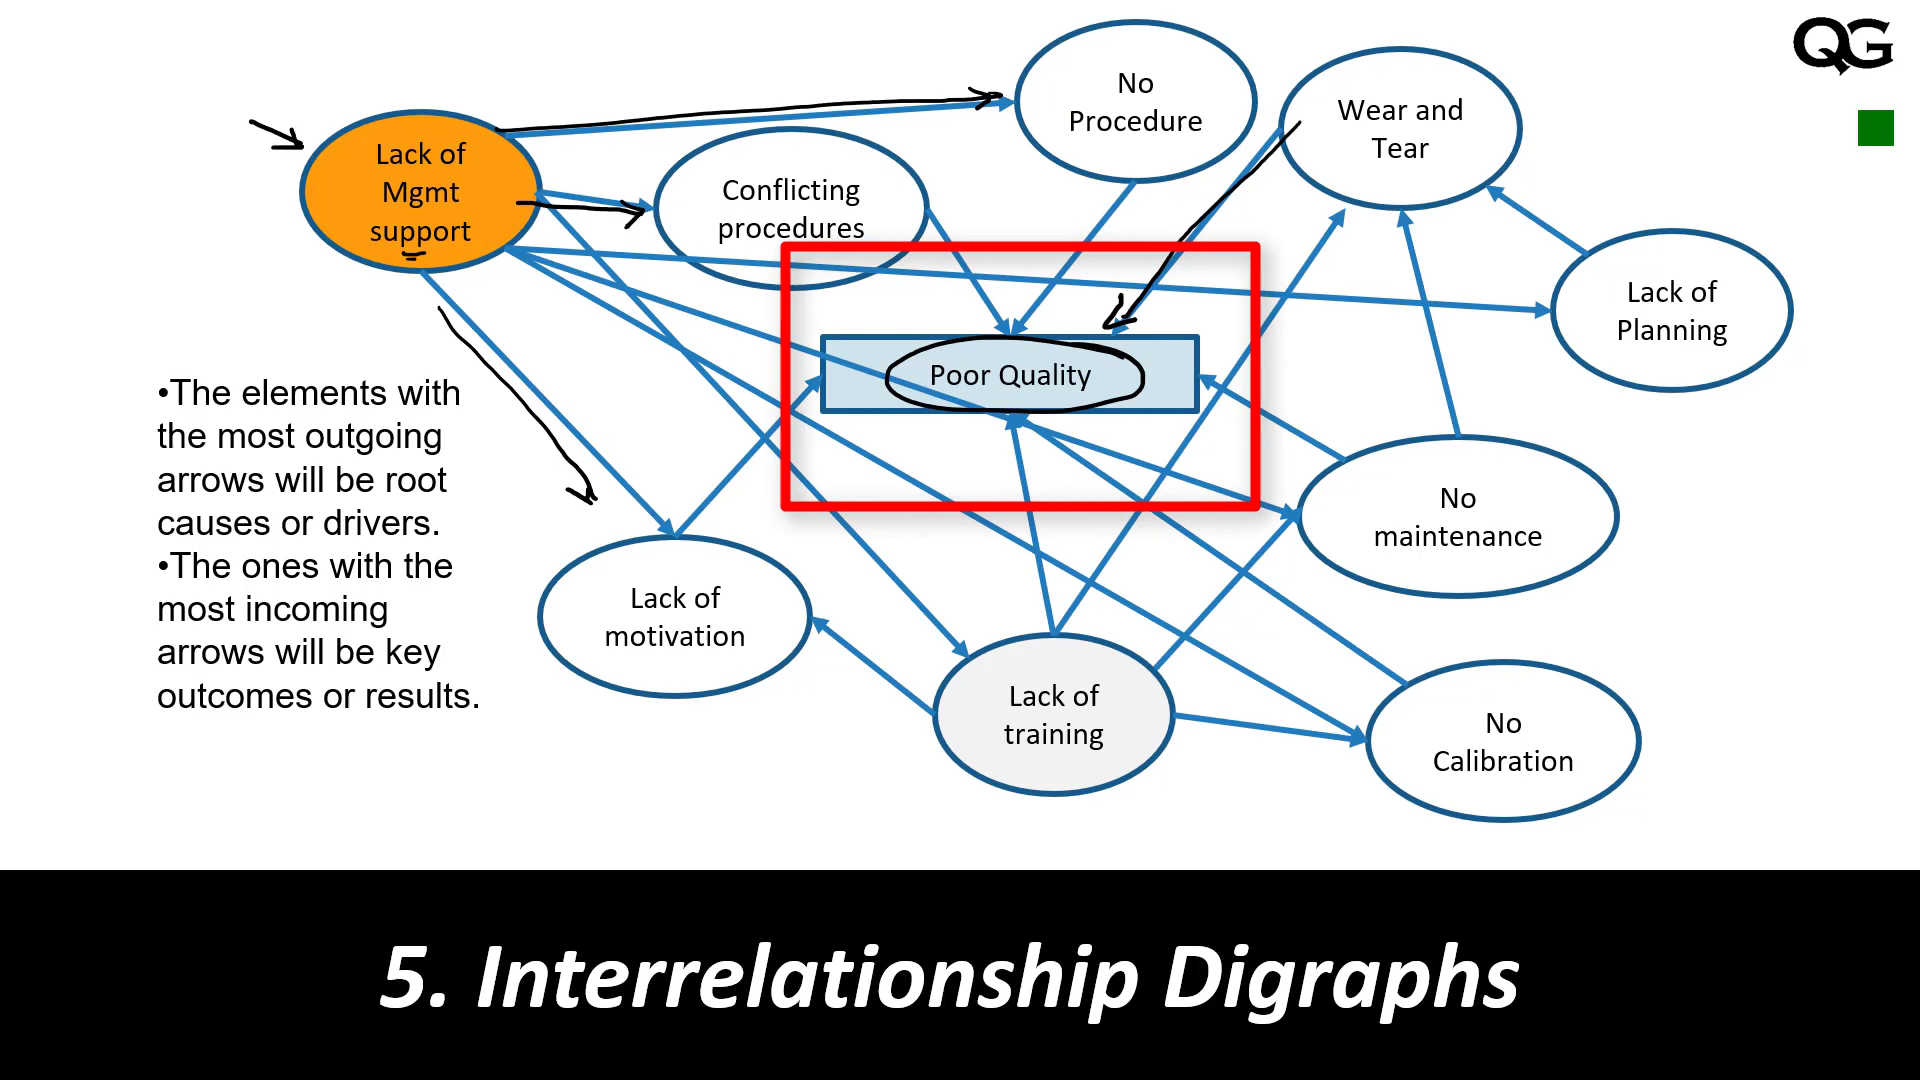 QG
No
Procedure
Wear and
Tear
Lack of
Mgmt
support
Conflicting
procedures
Lack of
Planning
Poor Quality
•The elements with
the most outgoing
arrows will be root
causes or drivers.
•The ones with the
most incoming
arrows will be key
outcomes or results.
No
maintenance
Lack of
motivation
Lack of
training
No
Calibration
5. Interrelationship Digraphs